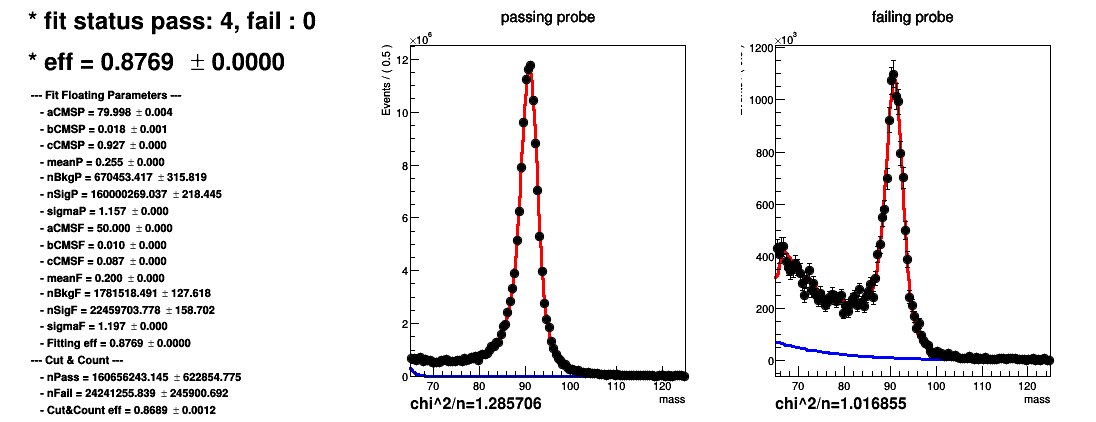 * fit status pass: 4, fail : 0
* eff = 0.8769 ± 0.0000
--- Fit Floating Parameters ---
- aCMSP = 79.998 ± 0.004
- bCMSP = 0.018 ± 0.001
- cCMSP = 0.927 ± 0.000
- meanP = 0.255 ± 0.000
- nBkgP = 670453.417 ± 315.819
- nSigP = 160000269.037 ± 218.445
- sigmaP = 1.157 ± 0.000
- aCMSF = 50.000 ± 0.000
- bCMSF = 0.010 ± 0.000
- cCMSF = 0.087 ± 0.000
- meanF = 0.200 ± 0.000
- nBkgF = 1781518.491 ± 127.618
- nSigF = 22459703.778 ± 158.702
- sigmaF = 1.197 ± 0.000
- Fitting eff = 0.8769 ± 0.0000
--- Cut & Count ---
- nPass = 160656243.145 ± 622854.775
- nFail = 24241255.839 ± 245900.692
- Cut&Count eff = 0.8689 ± 0.0012
passing probe
×10⁶
Events / ( 0.5 )
12
10
8
6
4
2
0
70 80 90 100 110 120
mass
chi^2/n=1.285706
failing probe
×10³
1200
1000
800
600
400
200
0
70 80 90 100 110 120
mass
chi^2/n=1.016855